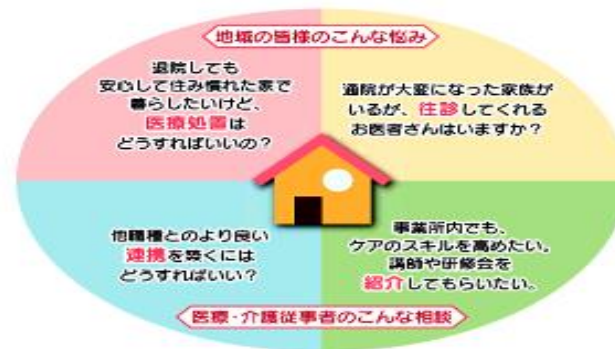 地域の皆様のこんな悩み
退院しても
安心して住み慣れた家で
暮らしたいけど、
医療処置は
どうすればいいの？
通院が大変になった家族が
いるが、往診してくれる
お医者さんはいますか？
他職種とのより良い
連携を築くには
どうすればいい？
事業所内でも、
ケアのスキルを高めたい。
講師や研修会を
紹介してもらいたい。
医療・介護従事者のこんな相談